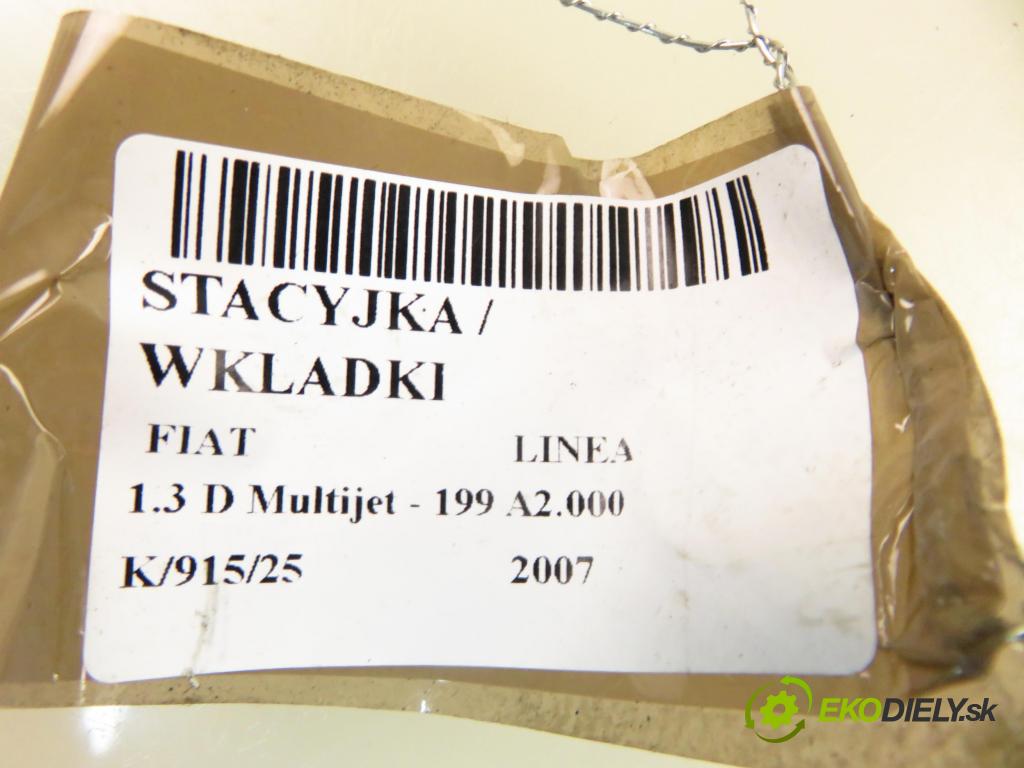 STACYJKA /
WKLADKI
FIAT LINEA
1.3 D Multijet - 199 A2.000
K/915/25 2007
EKODIELY.sk